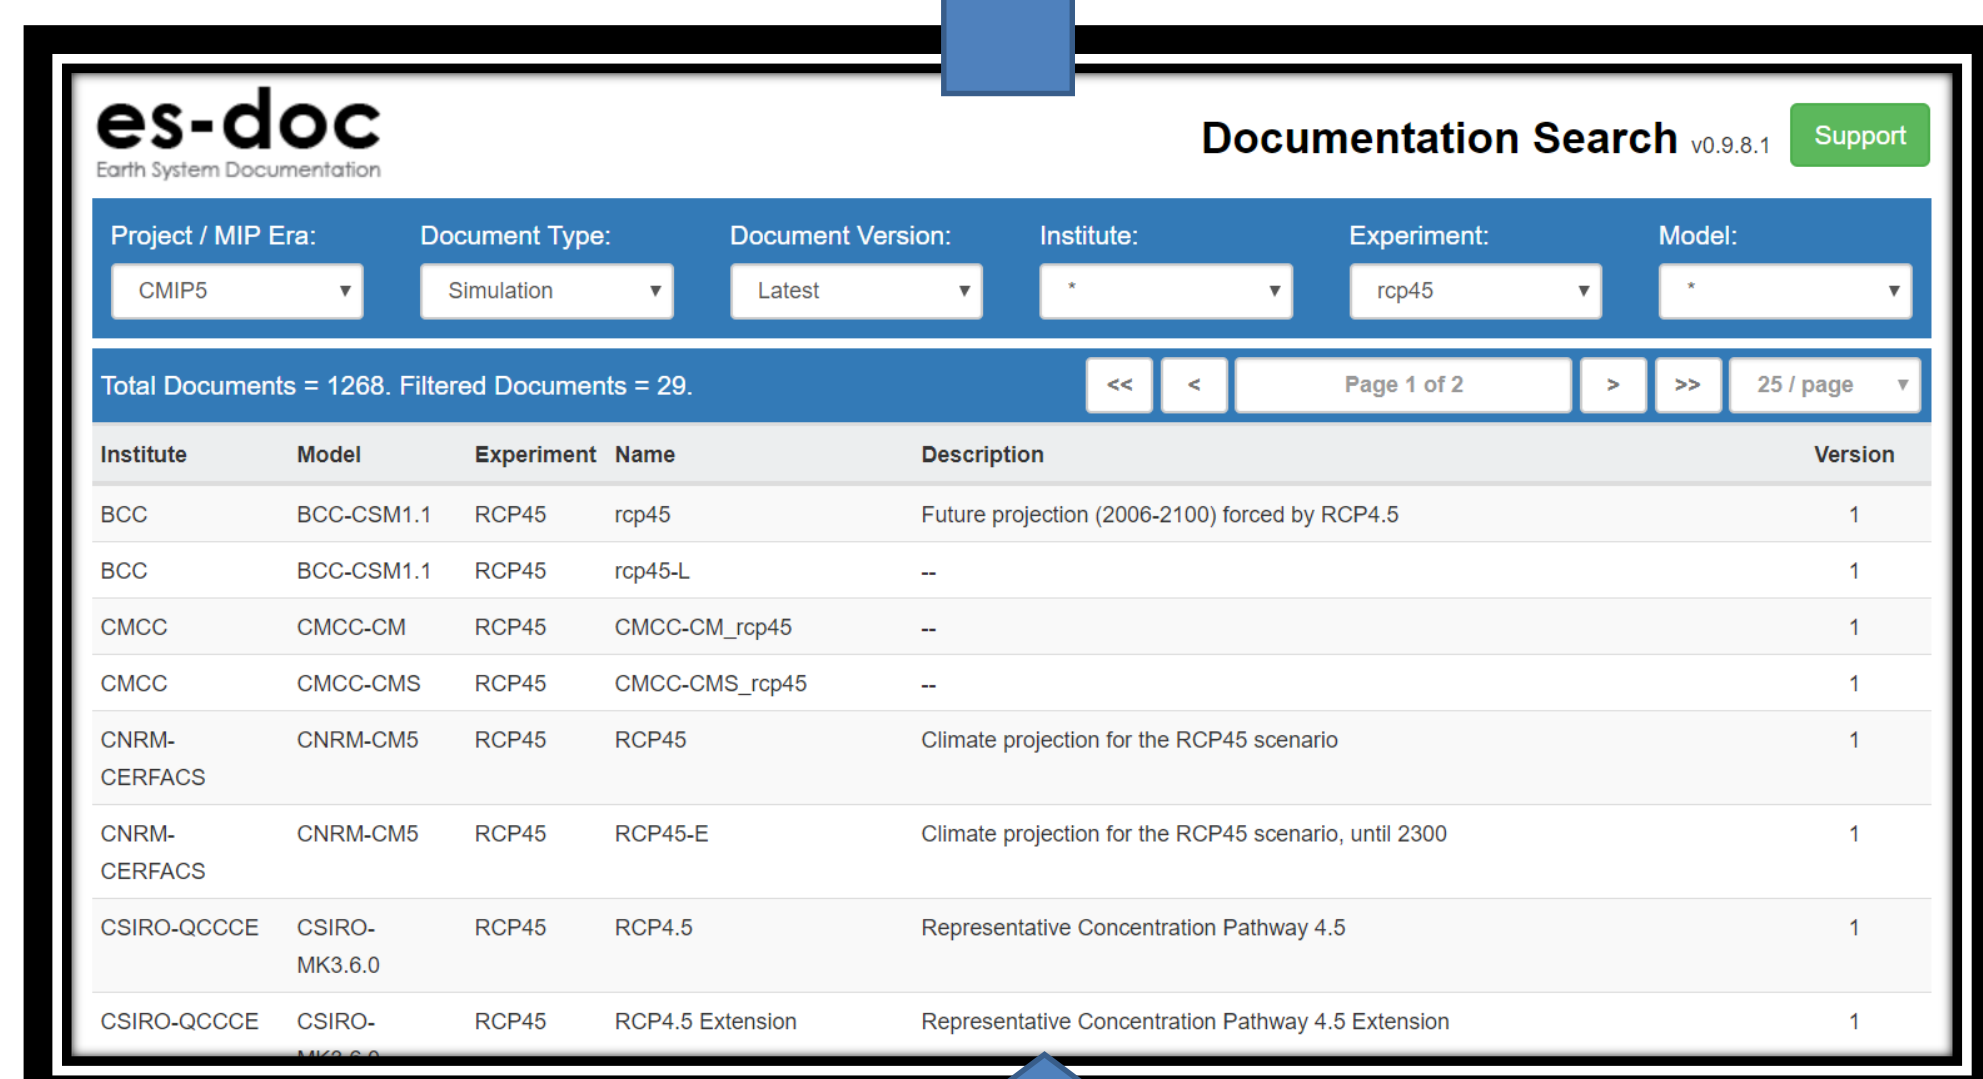 es-doc
Earth System Documentation
Documentation Search v0.9.8.1 Support
Project / MIP Era: Document Type: Document Version: Institute: Experiment: Model:
CMIP5 ▼ Simulation ▼ Latest ▼ * ▼ rcp45 ▼ * ▼
Total Documents = 1268. Filtered Documents = 29. << < Page 1 of 2 > >> 25 / page ▼
Institute Model Experiment Name Description Version
BCC BCC-CSM1.1 RCP45 rcp45 Future projection (2006-2100) forced by RCP4.5 1
BCC BCC-CSM1.1 RCP45 rcp45-L -- 1
CMCC CMCC-CM RCP45 CMCC-CM_rcp45 -- 1
CMCC CMCC-CMS RCP45 CMCC-CMS_rcp45 -- 1
CNRM- CNRM-CM5 RCP45 RCP45 Climate projection for the RCP45 scenario 1
CERFACS
CNRM- CNRM-CM5 RCP45 RCP45-E Climate projection for the RCP45 scenario, until 2300 1
CERFACS
CSIRO-QCCCE CSIRO- RCP45 RCP4.5 Representative Concentration Pathway 4.5 1
MK3.6.0
CSIRO-QCCCE CSIRO- RCP45 RCP4.5 Extension Representative Concentration Pathway 4.5 Extension 1